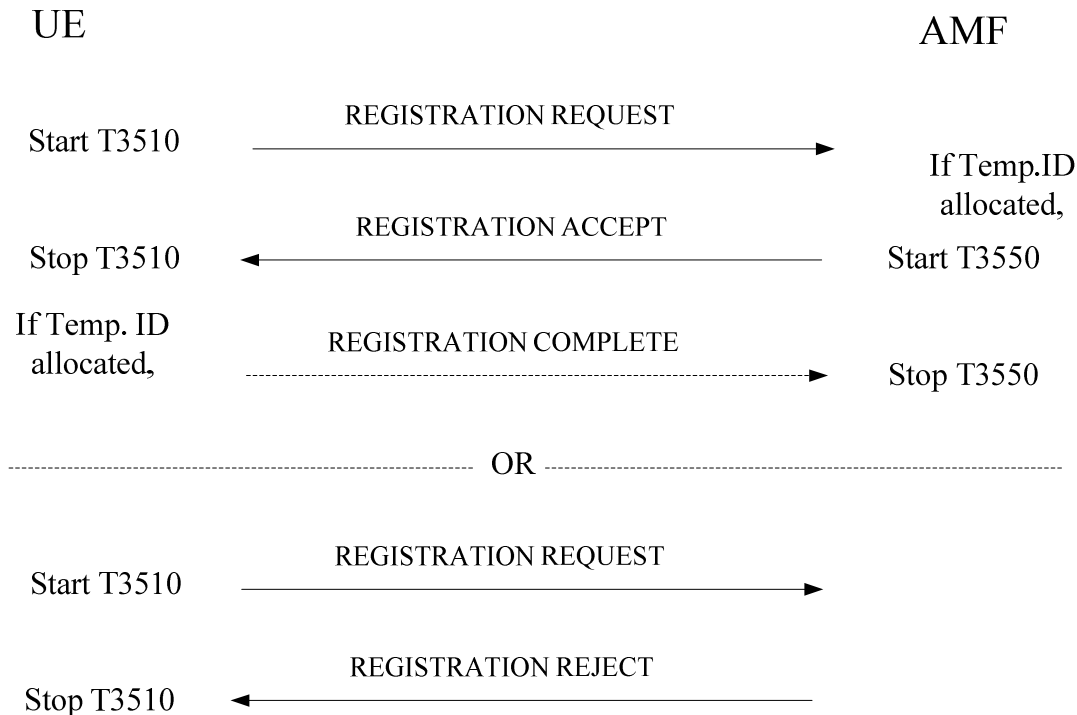 UE
AMF
REGISTRATION REQUEST
Start T3510
If Temp.ID
allocated,
REGISTRATION ACCEPT
Stop T3510
Start T3550
If Temp. ID
allocated,
REGISTRATION COMPLETE
Stop T3550
OR
REGISTRATION REQUEST
Start T3510
REGISTRATION REJECT
Stop T3510